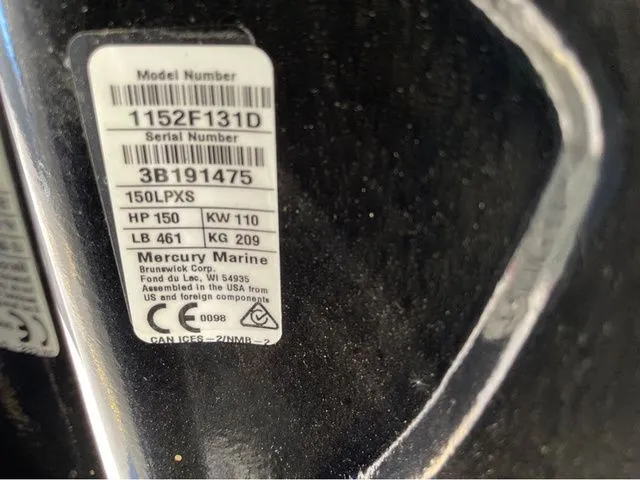 Model Number
1152F131D
Serial Number
3B191475
150LPXS
HP 150 KW 110
LB 461 KG 209
Mercury Marine
Brunswick Corp.
Fond du Lac, WI 54935
Assembled in the USA from
US and foreign components
CE 0098
CAN ICES-2/NMB-2